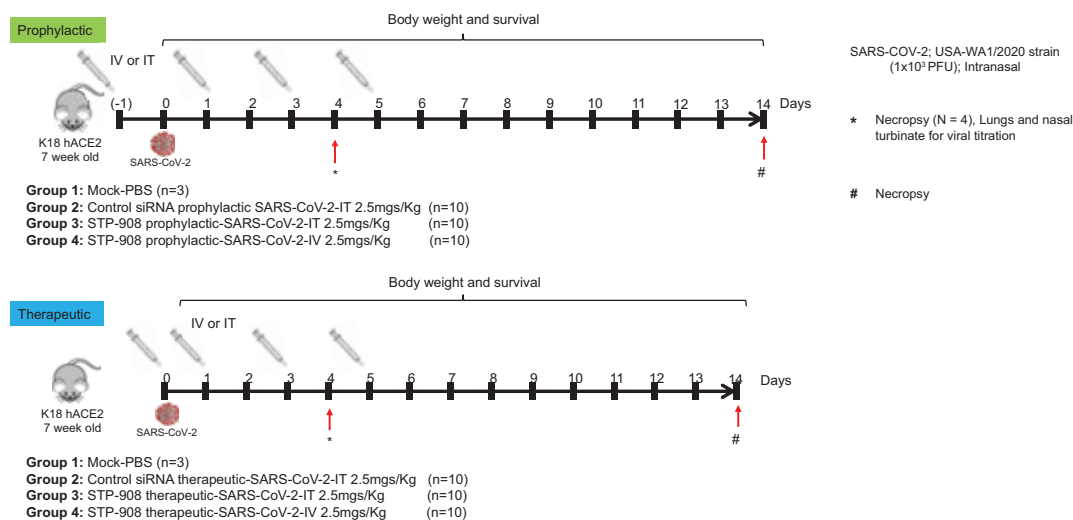 Prophylactic
Body weight and survival
IV or IT
(-1) 0 1 2 3 4 5 6 7 8 9 10 11 12 13 14 Days
K18 hACE2
7 week old
SARS-CoV-2
*
#
Group 1: Mock-PBS (n=3)
Group 2: Control siRNA prophylactic SARS-CoV-2-IT 2.5mgs/Kg (n=10)
Group 3: STP-908 prophylactic-SARS-CoV-2-IT 2.5mgs/Kg (n=10)
Group 4: STP-908 prophylactic-SARS-CoV-2-IV 2.5mgs/Kg (n=10)
SARS-COV-2; USA-WA1/2020 strain
(1x10³ PFU); Intranasal
* Necropsy (N = 4), Lungs and nasal
turbinate for viral titration
# Necropsy
Therapeutic
Body weight and survival
IV or IT
0 1 2 3 4 5 6 7 8 9 10 11 12 13 14 Days
K18 hACE2
7 week old
SARS-CoV-2
*
#
Group 1: Mock-PBS (n=3)
Group 2: Control siRNA therapeutic-SARS-CoV-2-IT 2.5mgs/Kg (n=10)
Group 3: STP-908 therapeutic-SARS-CoV-2-IT 2.5mgs/Kg (n=10)
Group 4: STP-908 therapeutic-SARS-CoV-2-IV 2.5mgs/Kg (n=10)